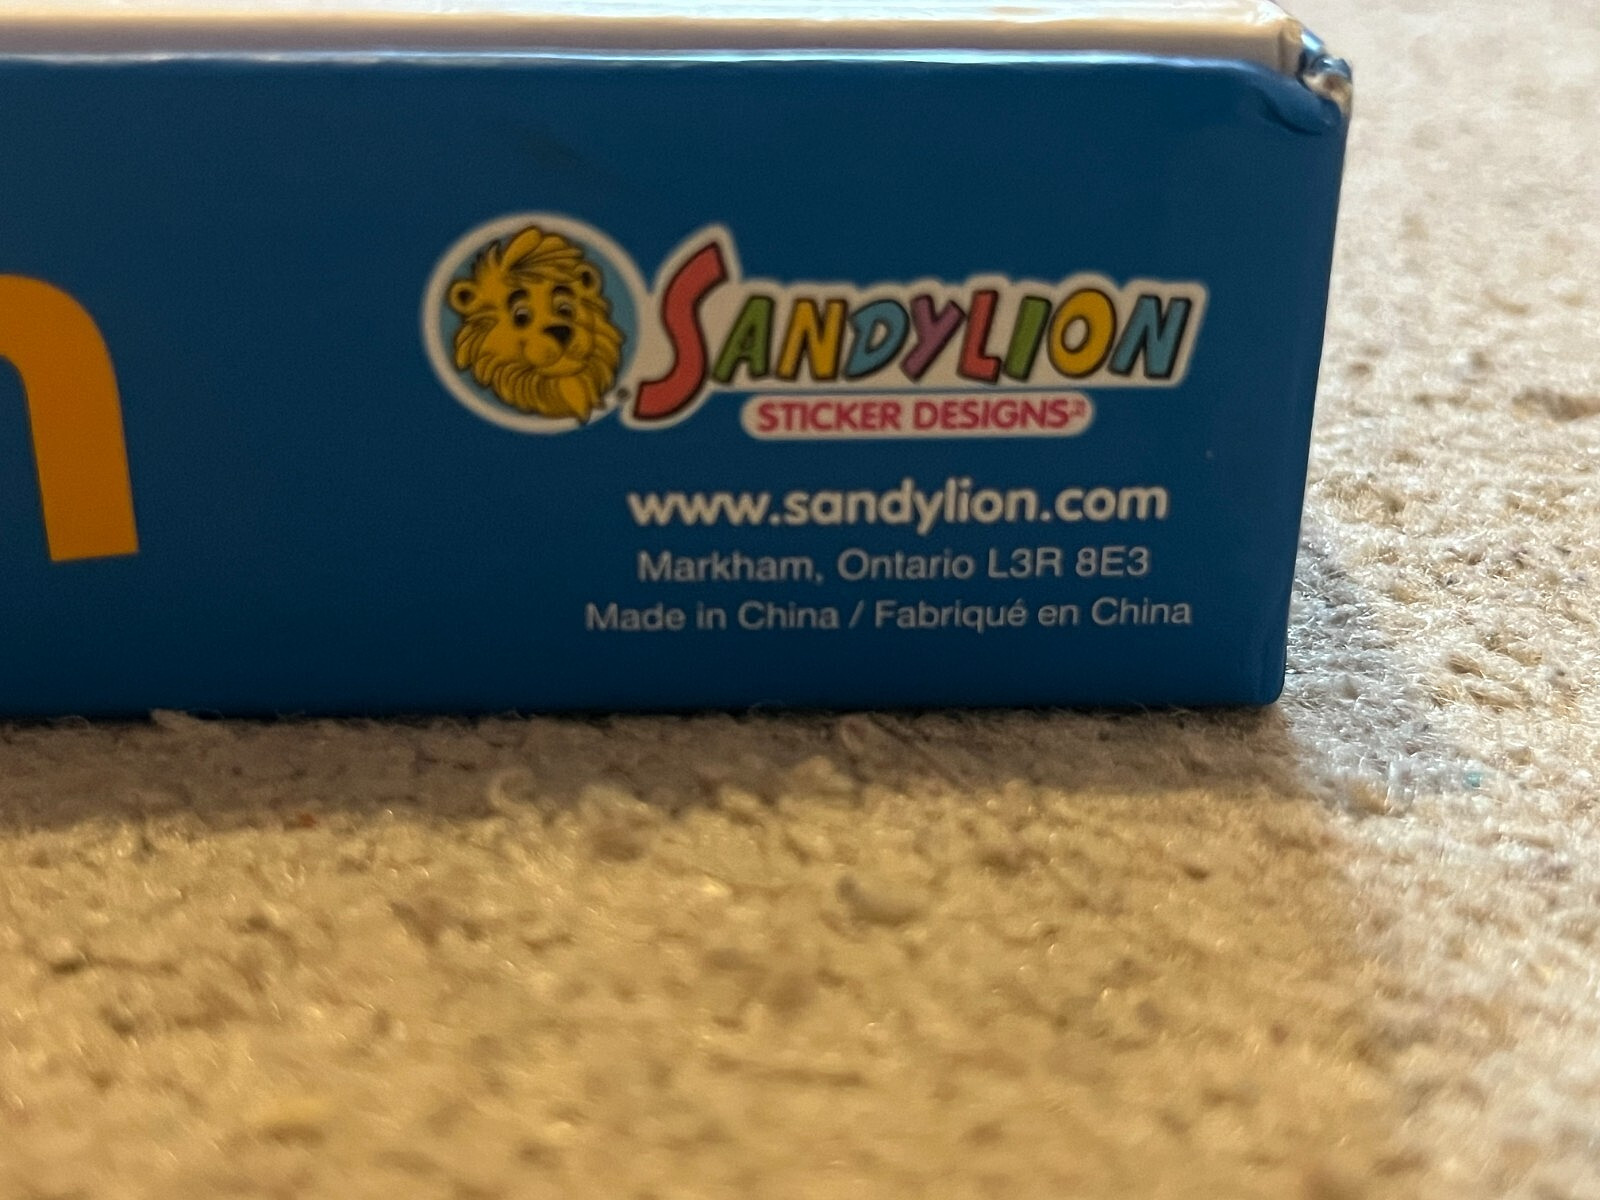 n
SANDYLION
STICKER DESIGNS
www.sandylion.com
Markham, Ontario L3R 8E3
Made in China / Fabriqué en China